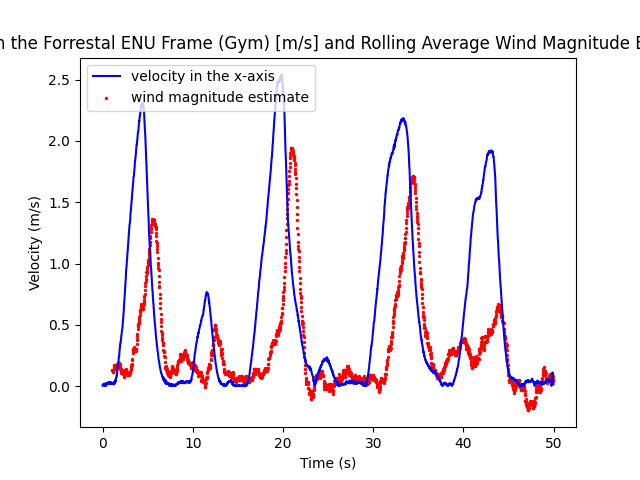 the Forrestal ENU Frame (Gym) [m/s] and Rolling Average Wind Magnitude
velocity in the x-axis
wind magnitude estimate
Velocity (m/s)
2.5
2.0
1.5
1.0
0.5
0.0
0
10
20
30
40
50
Time (s)